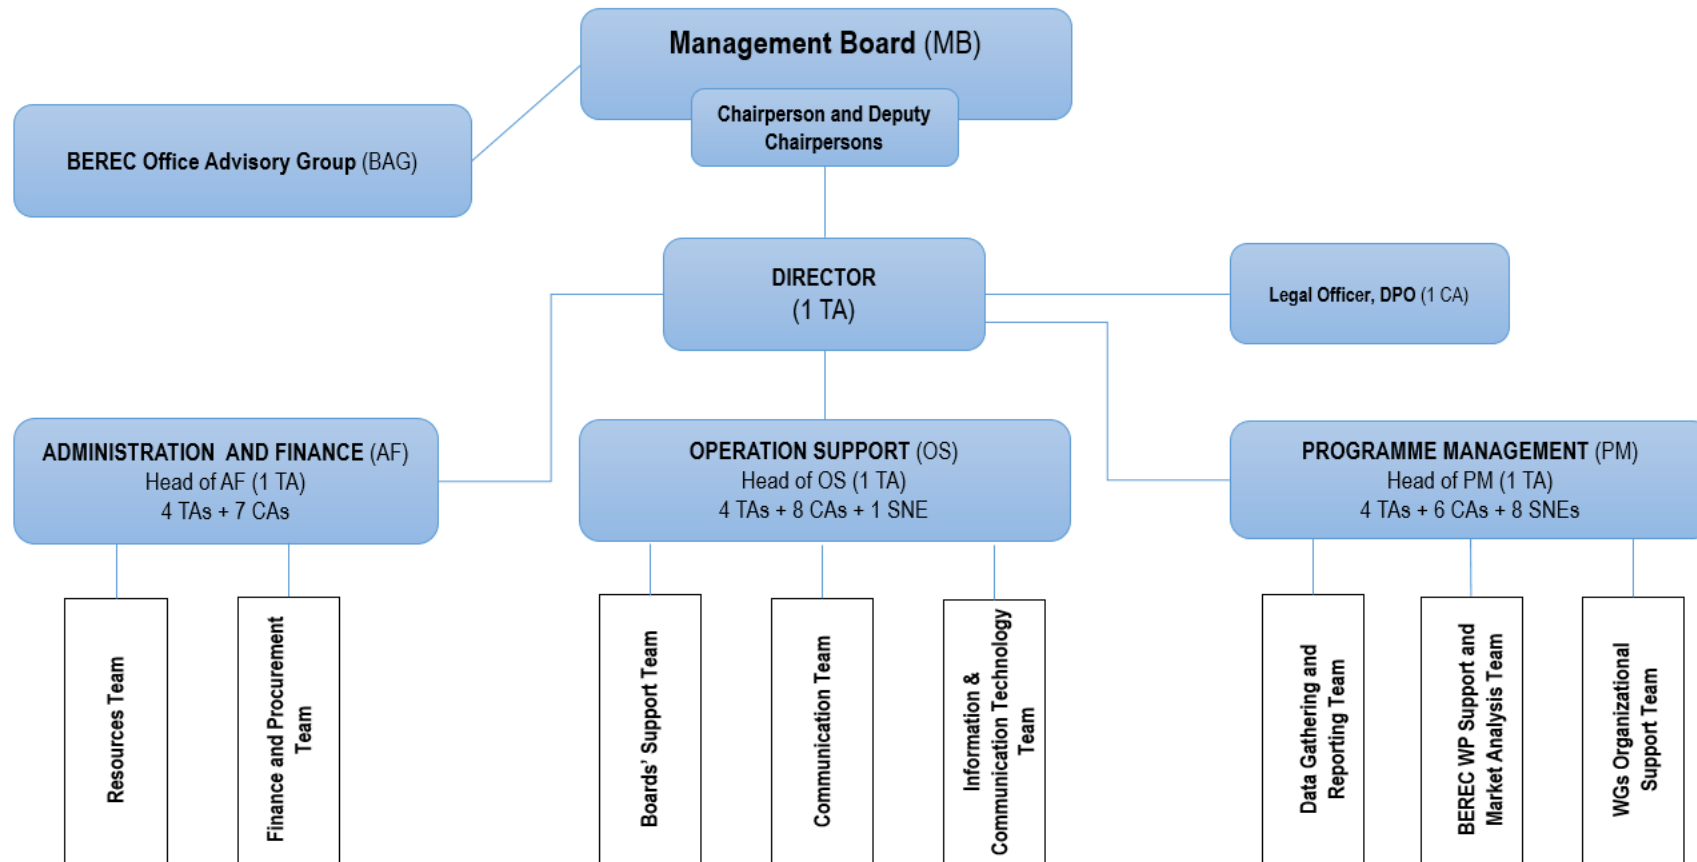 Management Board (MB)
Chairperson and Deputy
Chairpersons
BEREC Office Advisory Group (BAG)
DIRECTOR
(1 TA)
Legal Officer, DPO (1 CA)
ADMINISTRATION AND FINANCE (AF)
Head of AF (1 TA)
4 TAs + 7 CAs
OPERATION SUPPORT (OS)
Head of OS (1 TA)
4 TAs + 8 CAs + 1 SNE
PROGRAMME MANAGEMENT (PM)
Head of PM (1 TA)
4 TAs + 6 CAs + 8 SNEs
Resources Team
Finance and Procurement
Team
Boards' Support Team
Communication Team
Information &
Communication Technology
Team
Data Gathering and
Reporting Team
BEREC WP Support and
Market Analysis Team
WGs Organizational
Support Team